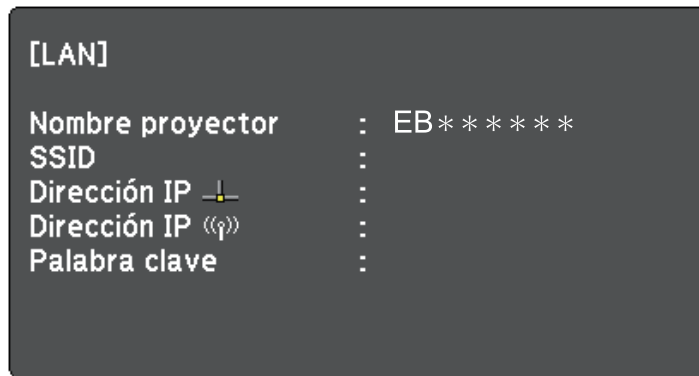 [LAN]
Nombre proyector : EB******
SSID :
Dirección IP :
Dirección IP :
Palabra clave :